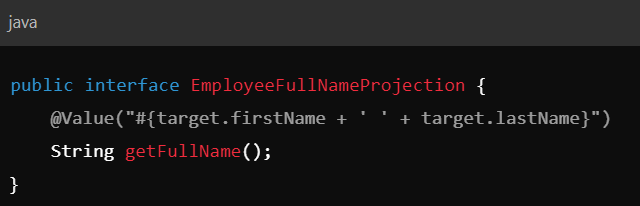 java
public interface EmployeeFullNameProjection {
    @Value("#{target.firstName + ' ' + target.lastName}")
    String getFullName();
}